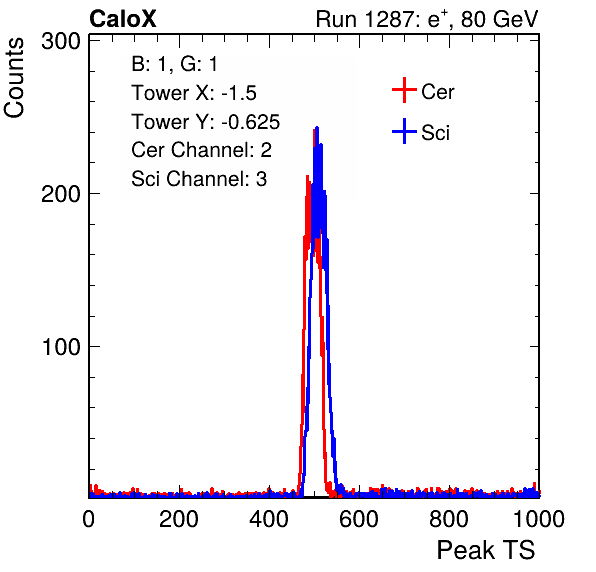 CaloX
Run 1287: e+, 80 GeV
Counts
300
200
100
B: 1, G: 1
Tower X: -1.5
Tower Y: -0.625
Cer Channel: 2
Sci Channel: 3
Cer
Sci
0 200 400 600 800 1000
Peak TS